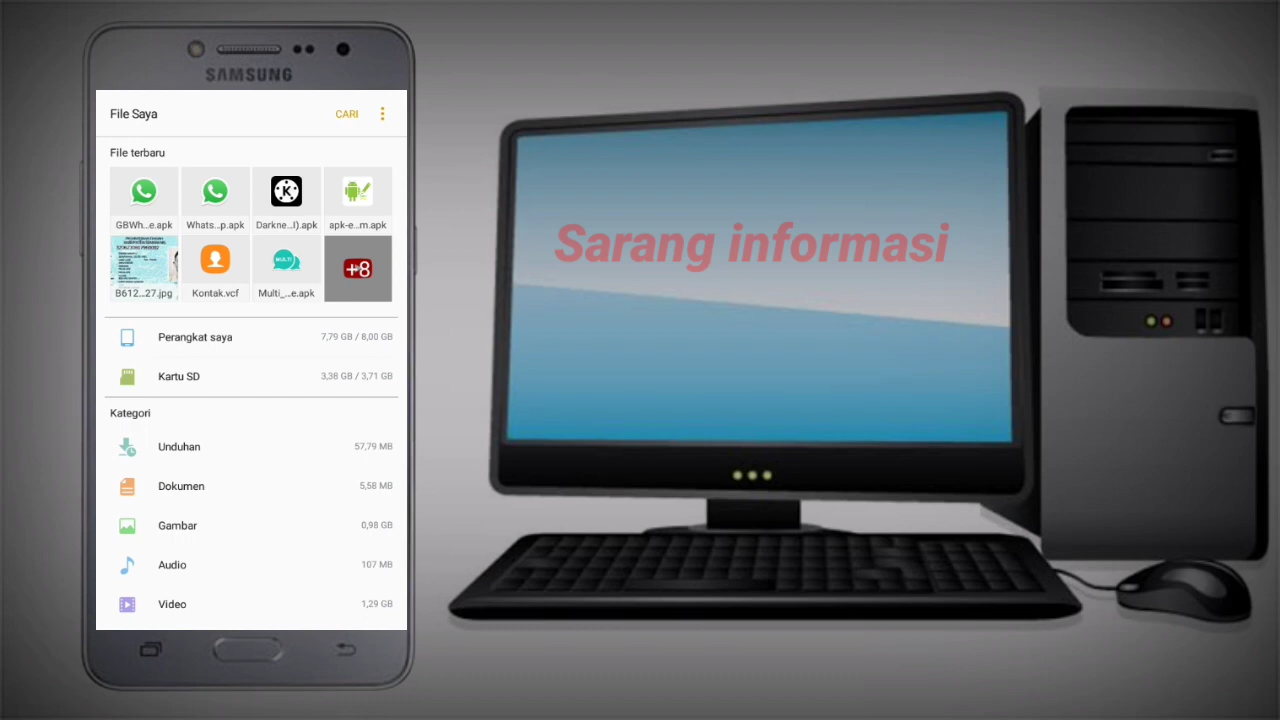 SAMSUNG
File Saya
CARI
File terbaru
GBWh...e.apk
Whats...p.apk
Darkne...l).apk
apk-e...m.apk
B612...27.jpg
Kontak.vcf
MULTI
Multi_...e.apk
+8
Perangkat saya
7,79 GB / 8,00 GB
Kartu SD
3,38 GB / 3,71 GB
Kategori
Unduhan
57,79 MB
Dokumen
5,58 MB
Gambar
0,98 GB
Audio
107 MB
Video
1,29 GB
Sarang informasi